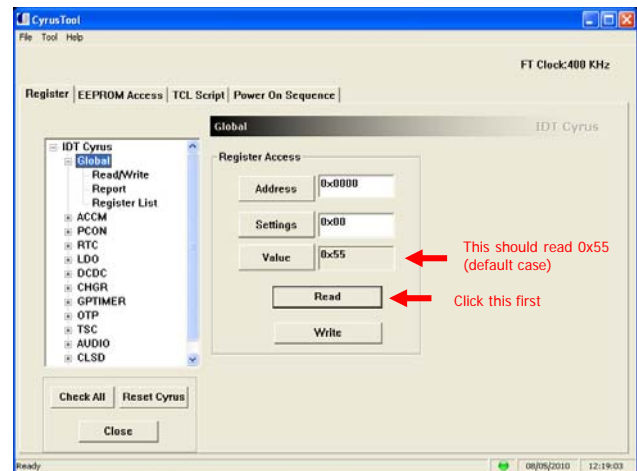 CyrusTool
File Tool Help
FT Clock:400 KHz
Register EEPROM Access TCL Script Power On Sequence
Global IDT Cyrus
IDT Cyrus
Global
Read/Write
Report
Register List
ACCM
PCON
RTC
LDO
DCDC
CHGR
GPTIMER
OTP
TSC
AUDIO
CLSD
Register Access
Address 0x0000
Settings 0x00
Value 0x55
This should read 0x55
(default case)
Read
Click this first
Write
Check All Reset Cyrus
Close
Ready 08/05/2010 12:19:03